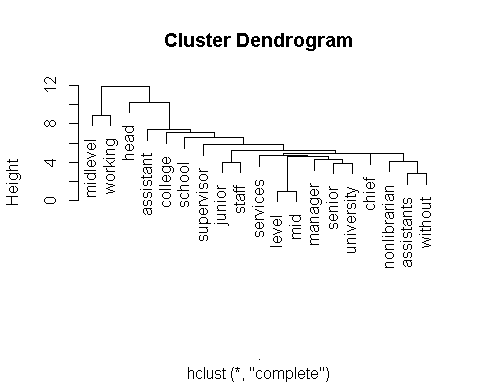 Cluster Dendrogram
Height
12
8
4
0
midlevel
working
head
assistant
college
school
supervisor
junior
staff
services
level
mid
manager
senior
university
chief
nonlibrarian
assistants
without
.
hclust (*, "complete")